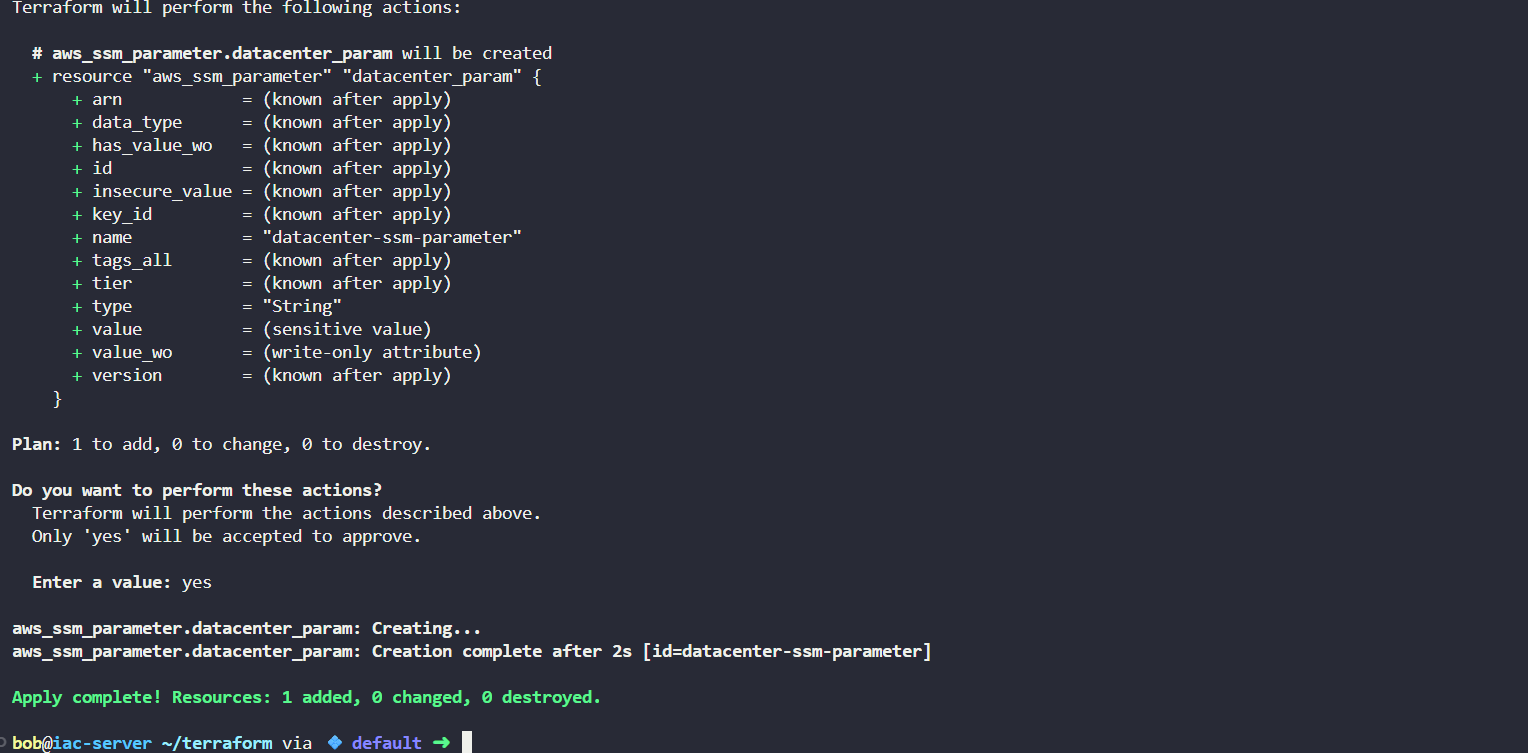 Terraform will perform the following actions:
# aws_ssm_parameter.datacenter_param will be created
+ resource "aws_ssm_parameter" "datacenter_param" {
+ arn = (known after apply)
+ data_type = (known after apply)
+ has_value_wo = (known after apply)
+ id = (known after apply)
+ insecure_value = (known after apply)
+ key_id = (known after apply)
+ name = "datacenter-ssm-parameter"
+ tags_all = (known after apply)
+ tier = (known after apply)
+ type = "String"
+ value = (sensitive value)
+ value_wo = (write-only attribute)
+ version = (known after apply)
}
Plan: 1 to add, 0 to change, 0 to destroy.
Do you want to perform these actions?
Terraform will perform the actions described above.
Only 'yes' will be accepted to approve.
Enter a value: yes
aws_ssm_parameter.datacenter_param: Creating...
aws_ssm_parameter.datacenter_param: Creation complete after 2s [id=datacenter-ssm-parameter]
Apply complete! Resources: 1 added, 0 changed, 0 destroyed.
bob@iac-server ~/terraform via 🔷 default ➜